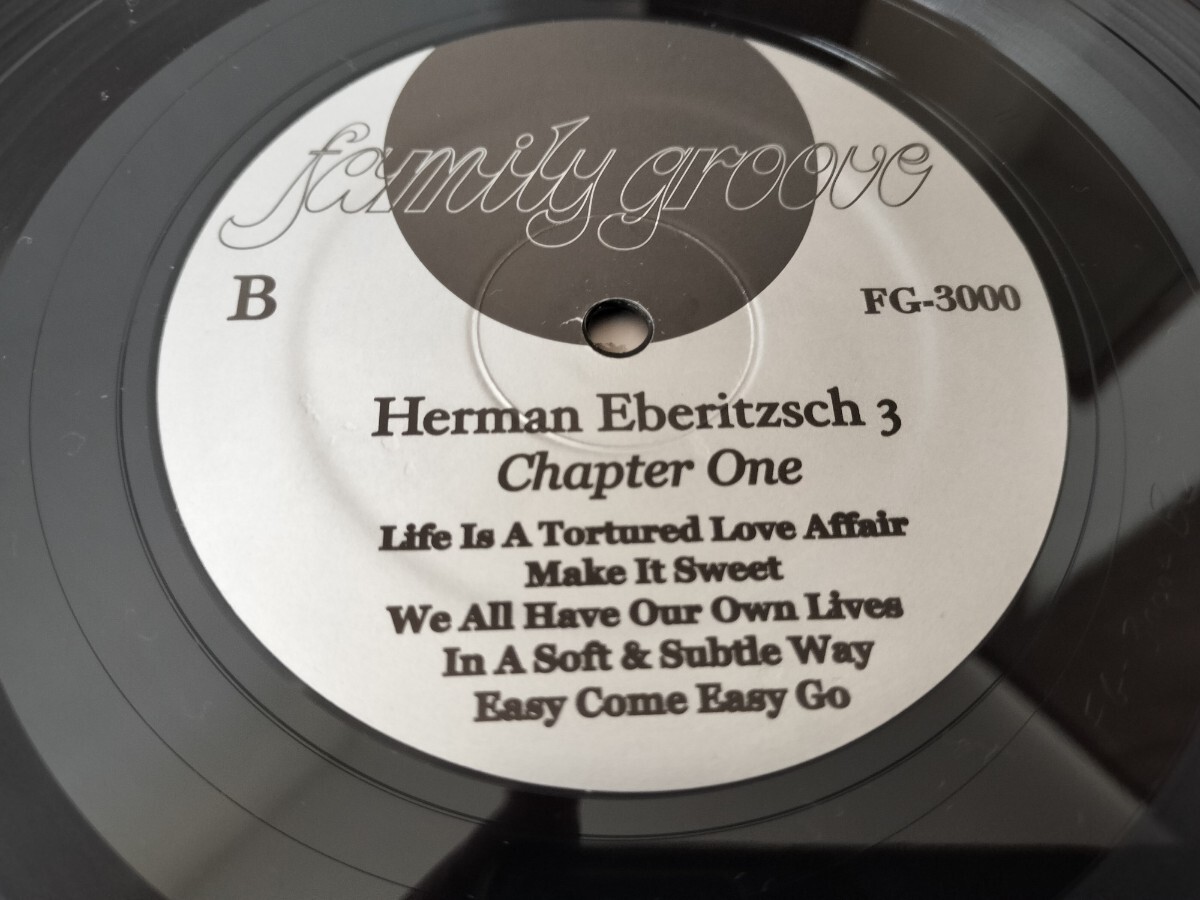 family groove
B
FG-3000
Herman Eberitzsch 3
Chapter One
Life Is A Tortured Love Affair
Make It Sweet
We All Have Our Own Lives
In A Soft & Subtle Way
Easy Come Easy Go